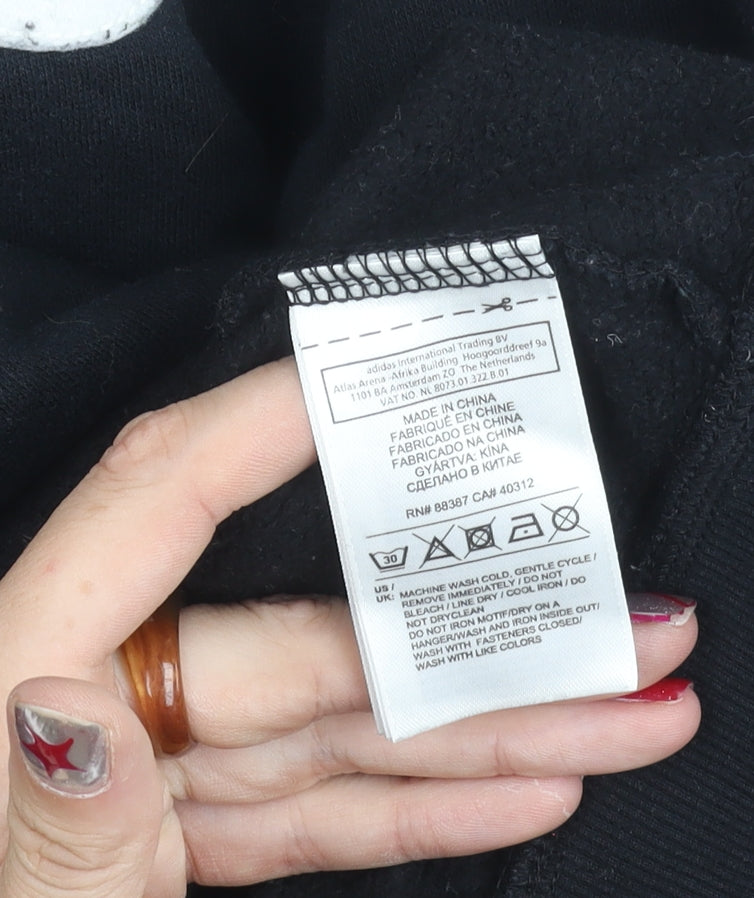 adidas International Trading BV
Atlas Arena -Afrika Building Hoogoorddreef 9a
1101 BA Amsterdam ZO The Netherlands
VAT NO. NL 8073.01.322.B.01
MADE IN CHINA
FABRIQUÉ EN CHINE
FABRICADO EN CHINA
FABRICADO NA CHINA
GYÁRTVA: KÍNA
СДЕЛАНО В КИТАЕ
RN# 88387 CA# 40312
30
US / UK: MACHINE WASH COLD, GENTLE CYCLE /
REMOVE IMMEDIATELY / DO NOT
BLEACH / LINE DRY / COOL IRON / DO
NOT DRYCLEAN
DO NOT IRON MOTIF/DRY ON A
HANGER/WASH AND IRON INSIDE OUT/
WASH WITH FASTENERS CLOSED/
WASH WITH LIKE COLORS